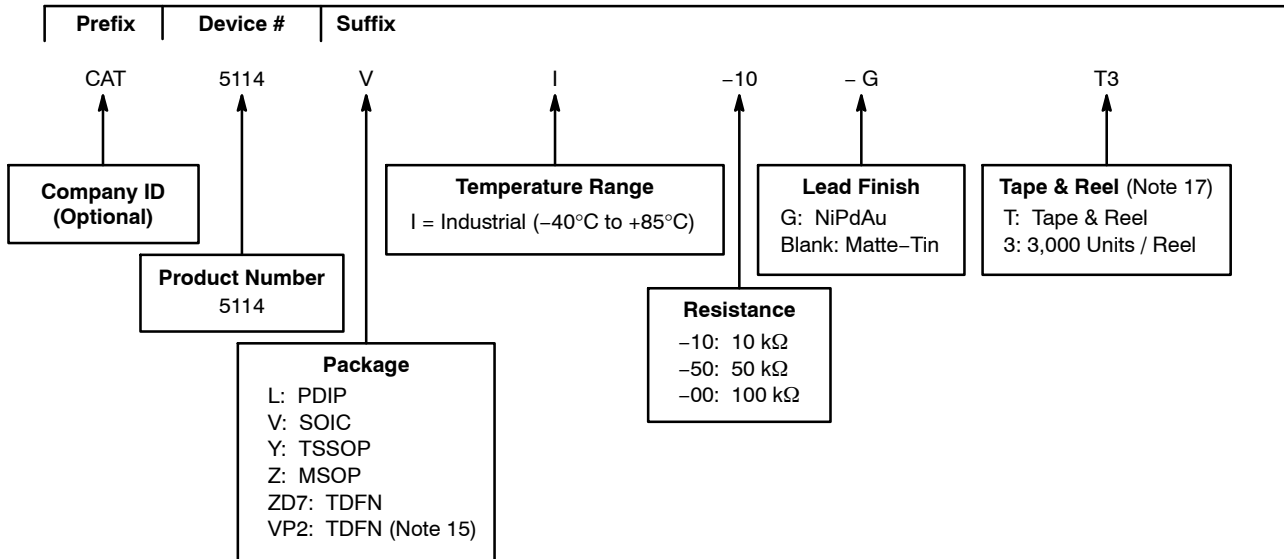 Prefix Device # Suffix
CAT 5114 V I −10 − G T3
Company ID
(Optional)
Product Number
5114
Package
L: PDIP
V: SOIC
Y: TSSOP
Z: MSOP
ZD7: TDFN
VP2: TDFN (Note 15)
Temperature Range
I = Industrial (−40°C to +85°C)
Resistance
−10: 10 kΩ
−50: 50 kΩ
−00: 100 kΩ
Lead Finish
G: NiPdAu
Blank: Matte−Tin
Tape & Reel (Note 17)
T: Tape & Reel
3: 3,000 Units / Reel